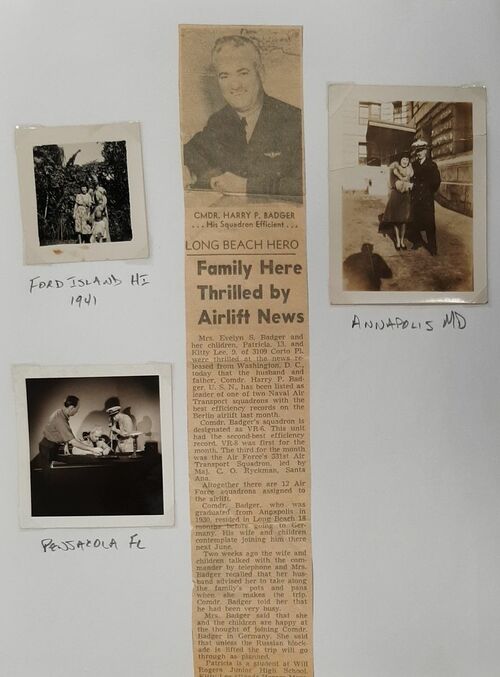 CMDR. HARRY P. BADGER
. . . His Squadron Efficient . . .
LONG BEACH HERO
Family Here
Thrilled by
Airlift News
Mrs. Evelyn S. Badger and
her children, Patricia, 13, and
Kitty Lee, 9, of 3109 Corto Pl.
were thrilled at the news re-
leased from Washington, D. C.,
today that the husband and
father, Comdr. Harry P. Bad-
ger, U. S. N., has been listed as
leader of one of two Naval Air
Transport squadrons with the
best efficiency records on the
Berlin airlift last month.
Comdr. Badger's squadron is
designated as VR-6. This unit
had the second-best efficiency
record. VR-8 was first for the
month. The third for the month
was the Air Force's 331st Air
Transport Squadron, led by
Maj. C. O. Ryckman, Santa
Ana.
Altogether there are 12 Air
Force squadrons assigned to
the airlift.
Comdr. Badger, who was
graduated from Annapolis in
1930, resided in Long Beach 18
months before going to Ger-
many. His wife and children
contemplate joining him there
next June.
Two weeks ago the wife and
children talked with the com-
mander by telephone and Mrs.
Badger recalled that her hus-
band advised her to take along
the family's pots and pans
when she makes the trip.
Comdr. Badger told her that
he had been very busy.
Mrs. Badger said that she
and the children are happy at
the thought of joining Comdr.
Badger in Germany. She said
that unless the Russian block-
ade is lifted the trip will go
through as planned.
Patricia is a student at Will
Rogers Junior High School.
FORD ISLAND HI
1941
PENSACOLA FL
ANNAPOLIS MD